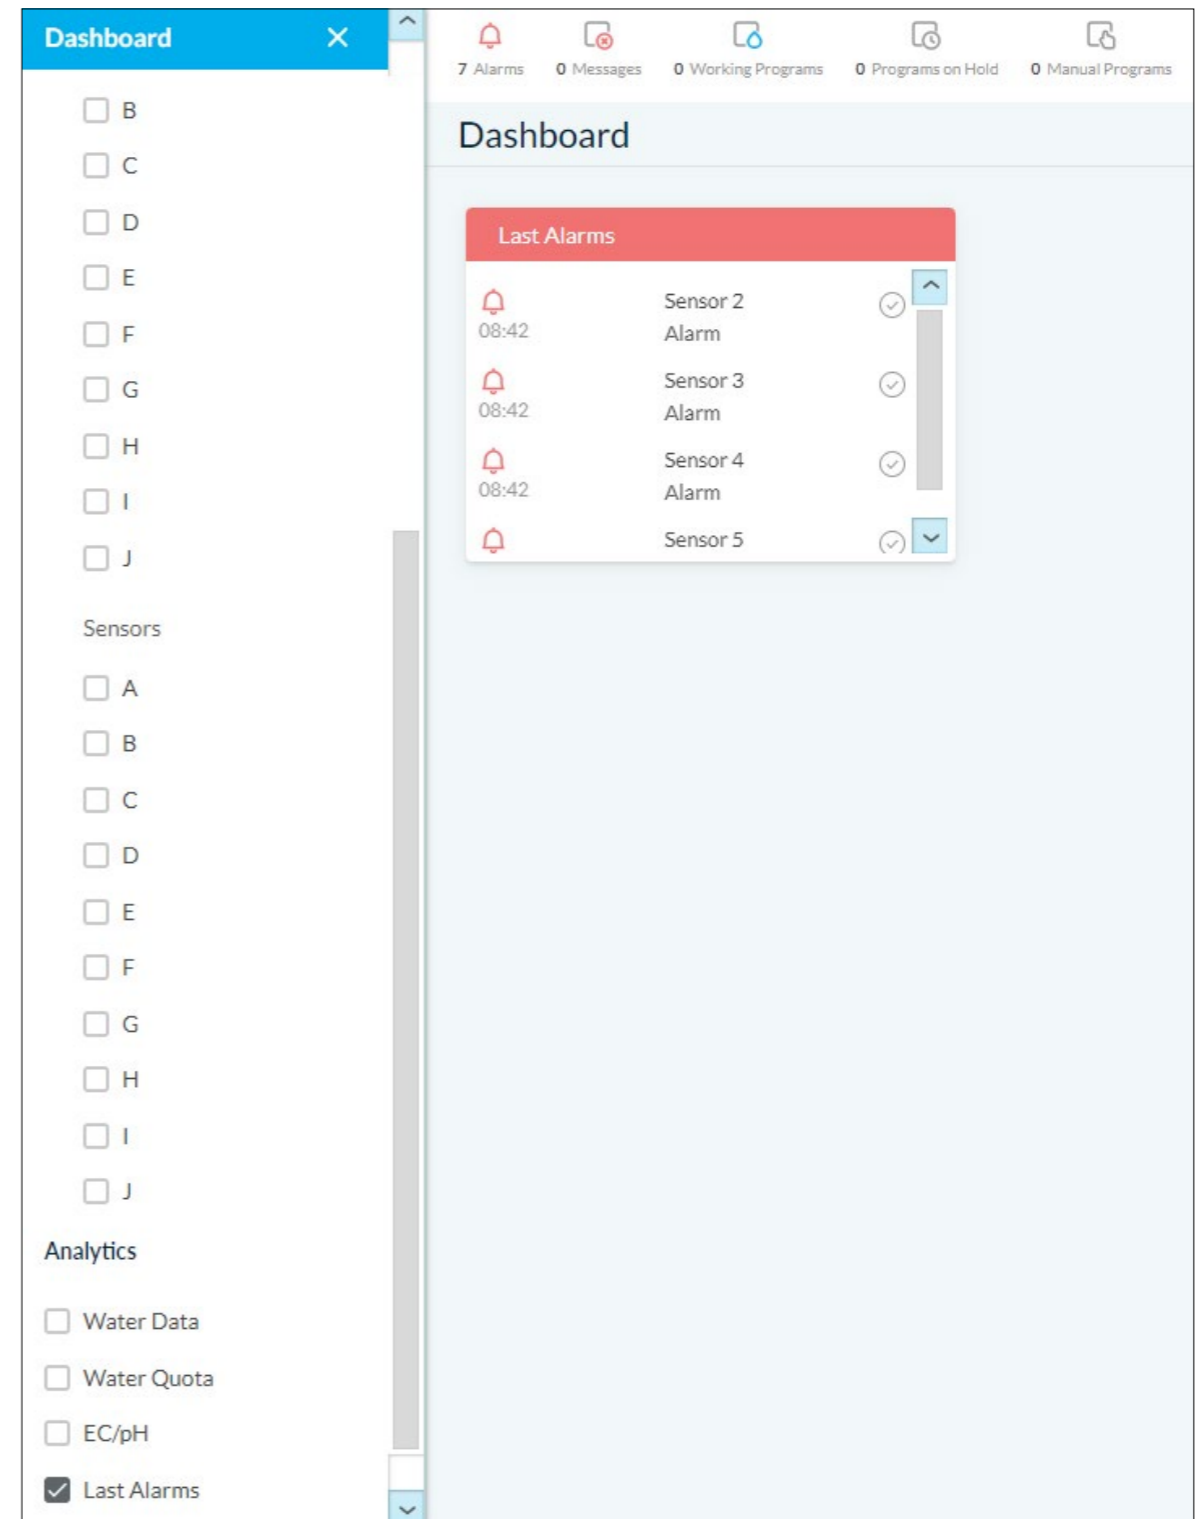 Dashboard
B
C
D
E
F
G
H
I
J
Sensors
A
B
C
D
E
F
G
H
I
J
Analytics
Water Data
Water Quota
EC/pH
Last Alarms
7 Alarms
0 Messages
0 Working Programs
0 Programs on Hold
0 Manual Programs
Dashboard
Last Alarms
08:42
Sensor 2
Alarm
08:42
Sensor 3
Alarm
08:42
Sensor 4
Alarm
Sensor 5